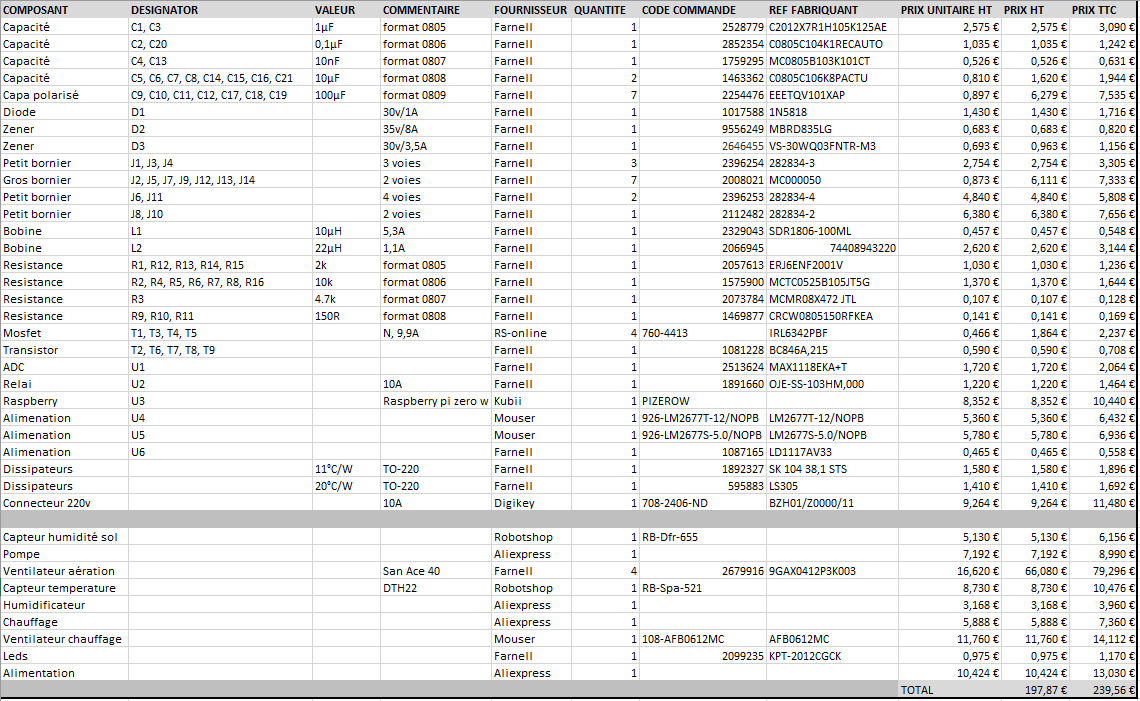 COMPOSANT DESIGNATOR VALEUR COMMENTAIRE FOURNISSEUR QUANTITE CODE COMMANDE REF FABRIQUANT PRIX UNITAIRE HT PRIX HT PRIX TTC
Capacité C1, C3 1µF format 0805 Farnell 1 2528779 C2012X7R1H105K125AE 2,575 € 2,575 € 3,090 €
Capacité C2, C20 0,1µF format 0806 Farnell 1 2852354 C0805C104K1RECAUTO 1,035 € 1,035 € 1,242 €
Capacité C4, C13 10nF format 0807 Farnell 1 1759295 MC0805B103K101CT 0,526 € 0,526 € 0,631 €
Capacité C5, C6, C7, C8, C14, C15, C16, C21 10µF format 0808 Farnell 2 1463362 C0805C106K8PACTU 0,810 € 1,620 € 1,944 €
Capa polarisé C9, C10, C11, C12, C17, C18, C19 100µF format 0809 Farnell 7 2254476 EEETQV101XAP 0,897 € 6,279 € 7,535 €
Diode D1 30v/1A Farnell 1 1017588 1N5818 1,430 € 1,430 € 1,716 €
Zener D2 35v/8A Farnell 1 9556249 MBRD835LG 0,683 € 0,683 € 0,820 €
Zener D3 30v/3,5A Farnell 1 2646455 VS-30WQ03FNTR-M3 0,693 € 0,963 € 1,156 €
Petit bornier J1, J3, J4 3 voies Farnell 3 2396254 282834-3 2,754 € 2,754 € 3,305 €
Gros bornier J2, J5, J7, J9, J12, J13, J14 2 voies Farnell 7 2008021 MC000050 0,873 € 6,111 € 7,333 €
Petit bornier J6, J11 4 voies Farnell 2 2396253 282834-4 4,840 € 4,840 € 5,808 €
Petit bornier J8, J10 2 voies Farnell 1 2112482 282834-2 6,380 € 6,380 € 7,656 €
Bobine L1 10µH 5,3A Farnell 1 2329043 SDR1806-100ML 0,457 € 0,457 € 0,548 €
Bobine L2 22µH 1,1A Farnell 1 2066945 74408943220 2,620 € 2,620 € 3,144 €
Resistance R1, R12, R13, R14, R15 2k format 0805 Farnell 1 2057613 ERJ6ENF2001V 1,030 € 1,030 € 1,236 €
Resistance R2, R4, R5, R6, R7, R8, R16 10k format 0806 Farnell 1 1575900 MCTC0525B105JT5G 1,370 € 1,370 € 1,644 €
Resistance R3 4.7k format 0807 Farnell 1 2073784 MCMR08X472 JTL 0,107 € 0,107 € 0,128 €
Resistance R9, R10, R11 150R format 0808 Farnell 1 1469877 CRCW0805150RFKEA 0,141 € 0,141 € 0,169 €
Mosfet T1, T3, T4, T5 N, 9,9A RS-online 4 760-4413 IRL6342PBF 0,466 € 1,864 € 2,237 €
Transistor T2, T6, T7, T8, T9 Farnell 1 1081228 BC846A,215 0,590 € 0,590 € 0,708 €
ADC U1 Farnell 1 2513624 MAX1118EKA+T 1,720 € 1,720 € 2,064 €
Relai U2 10A Farnell 1 1891660 OJE-SS-103HM,000 1,220 € 1,220 € 1,464 €
Raspberry U3 Raspberry pi zero w Kubii 1 PIZEROW 8,352 € 8,352 € 10,440 €
Alimenation U4 Mouser 1 926-LM2677T-12/NOPB LM2677T-12/NOPB 5,360 € 5,360 € 6,432 €
Alimenation U5 Mouser 1 926-LM2677S-5.0/NOPB LM2677S-5.0/NOPB 5,780 € 5,780 € 6,936 €
Alimenation U6 Farnell 1 1087165 LD1117AV33 0,465 € 0,465 € 0,558 €
Dissipateurs 11°C/W TO-220 Farnell 1 1892327 SK 104 38,1 STS 1,580 € 1,580 € 1,896 €
Dissipateurs 20°C/W TO-220 Farnell 1 595883 LS305 1,410 € 1,410 € 1,692 €
Connecteur 220v 10A Digikey 1 708-2406-ND BZH01/Z0000/11 9,264 € 9,264 € 11,480 €
Capteur humidité sol Robotshop 1 RB-Dfr-655 5,130 € 5,130 € 6,156 €
Pompe Aliexpress 1 7,192 € 7,192 € 8,990 €
Ventilateur aération San Ace 40 Farnell 4 2679916 9GAX0412P3K003 16,620 € 66,080 € 79,296 €
Capteur temperature DTH22 Robotshop 1 RB-Spa-521 8,730 € 8,730 € 10,476 €
Humidificateur Aliexpress 1 3,168 € 3,168 € 3,960 €
Chauffage Aliexpress 1 5,888 € 5,888 € 7,360 €
Ventilateur chauffage Mouser 1 108-AFB0612MC AFB0612MC 11,760 € 11,760 € 14,112 €
Leds Farnell 1 2099235 KPT-2012CGCK 0,975 € 0,975 € 1,170 €
Alimentation Aliexpress 1 10,424 € 10,424 € 13,030 €
TOTAL 197,87 € 239,56 €